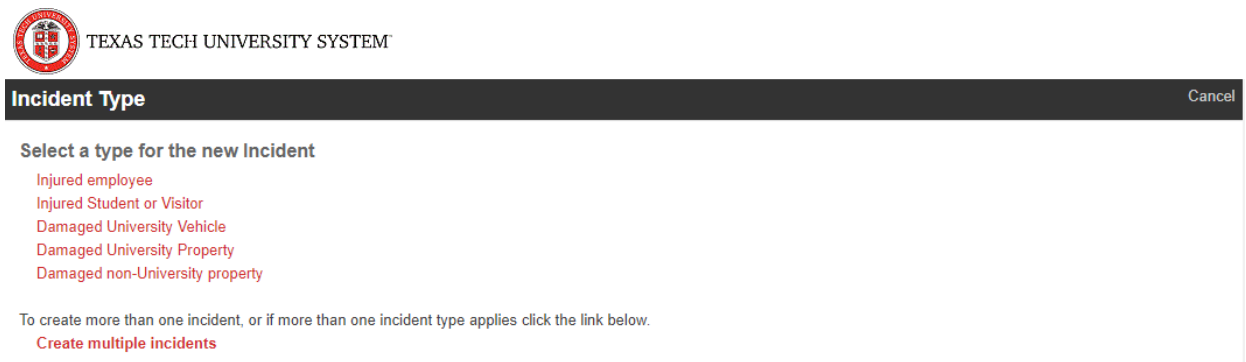 TEXAS TECH UNIVERSITY SYSTEM
Incident Type
Cancel
Select a type for the new Incident
Injured employee
Injured Student or Visitor
Damaged University Vehicle
Damaged University Property
Damaged non-University property
To create more than one incident, or if more than one incident type applies click the link below.
Create multiple incidents